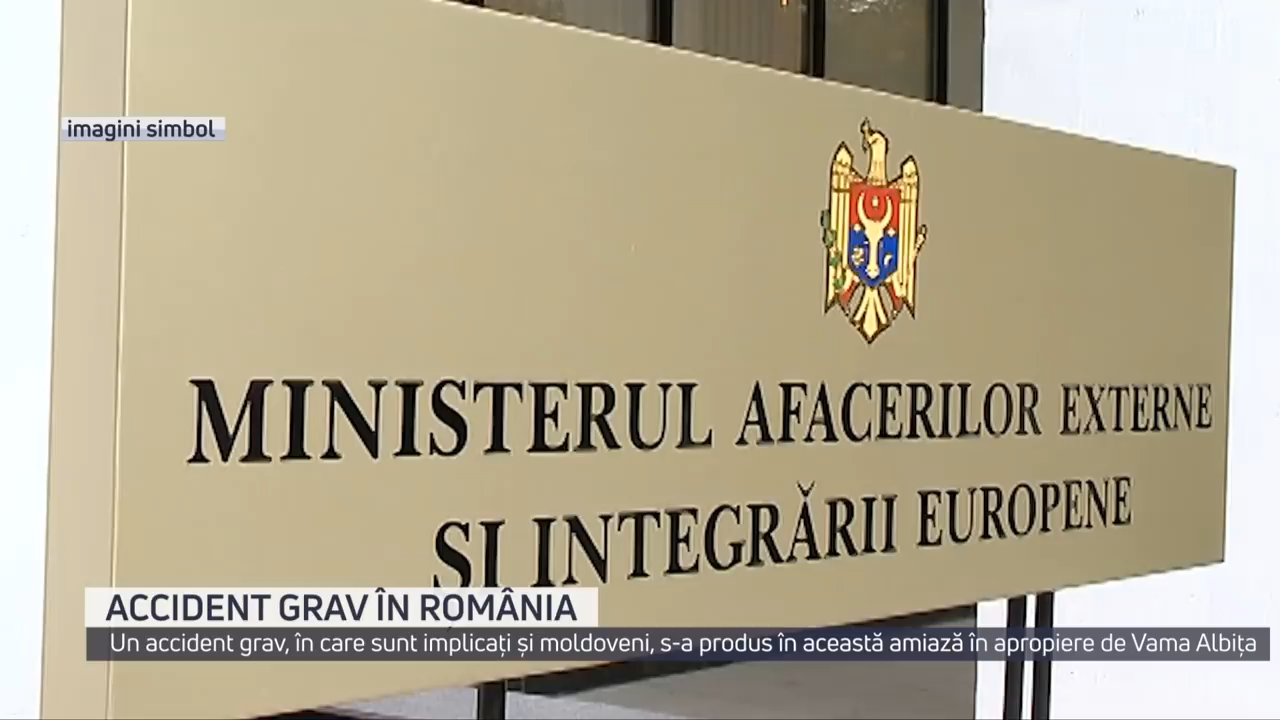 imagini simbol
MINISTERUL AFACERILOR EXTERNE
ȘI INTEGRĂRII EUROPENE
ACCIDENT GRAV ÎN ROMÂNIA
Un accident grav, în care sunt implicați și moldoveni, s-a produs în această amiază în apropiere de Vama Albița